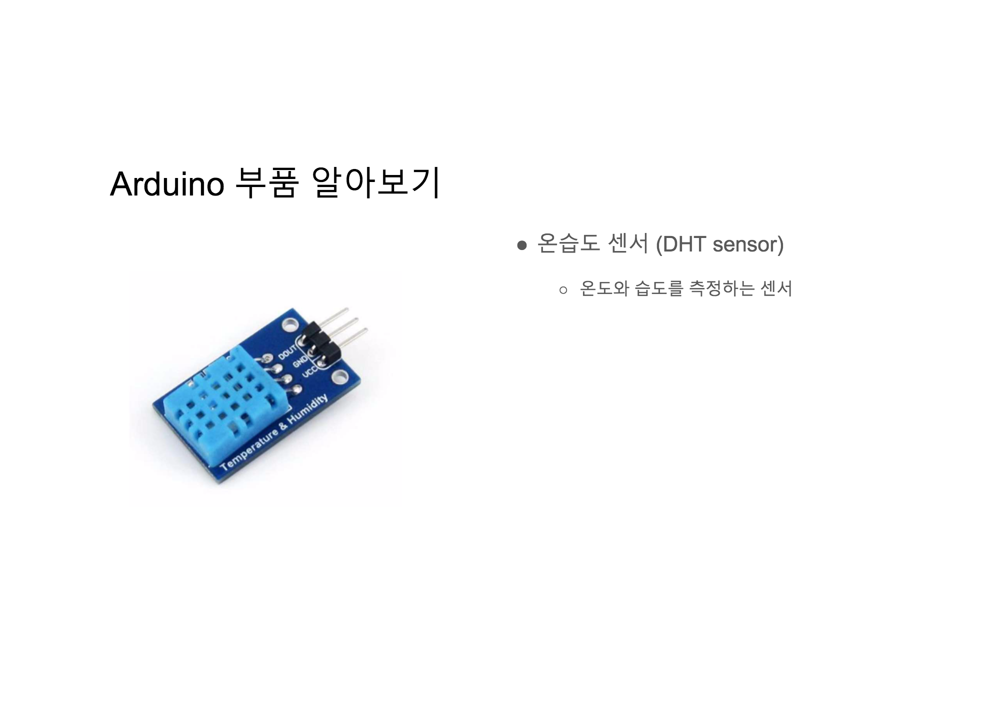 Arduino 부품 알아보기
● 온습도 센서 (DHT sensor)
○ 온도와 습도를 측정하는 센서
DOUT
GND
VCC
Temperature & Humidity